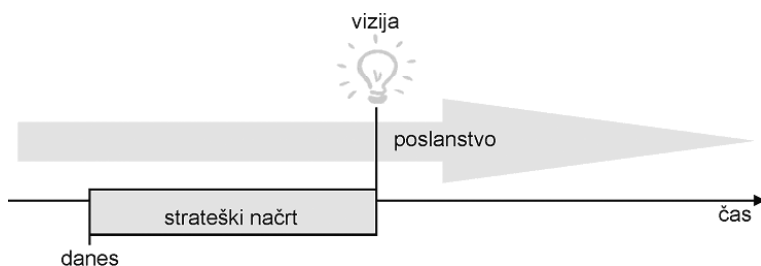 vizija
poslanstvo
strateški načrt
čas
danes